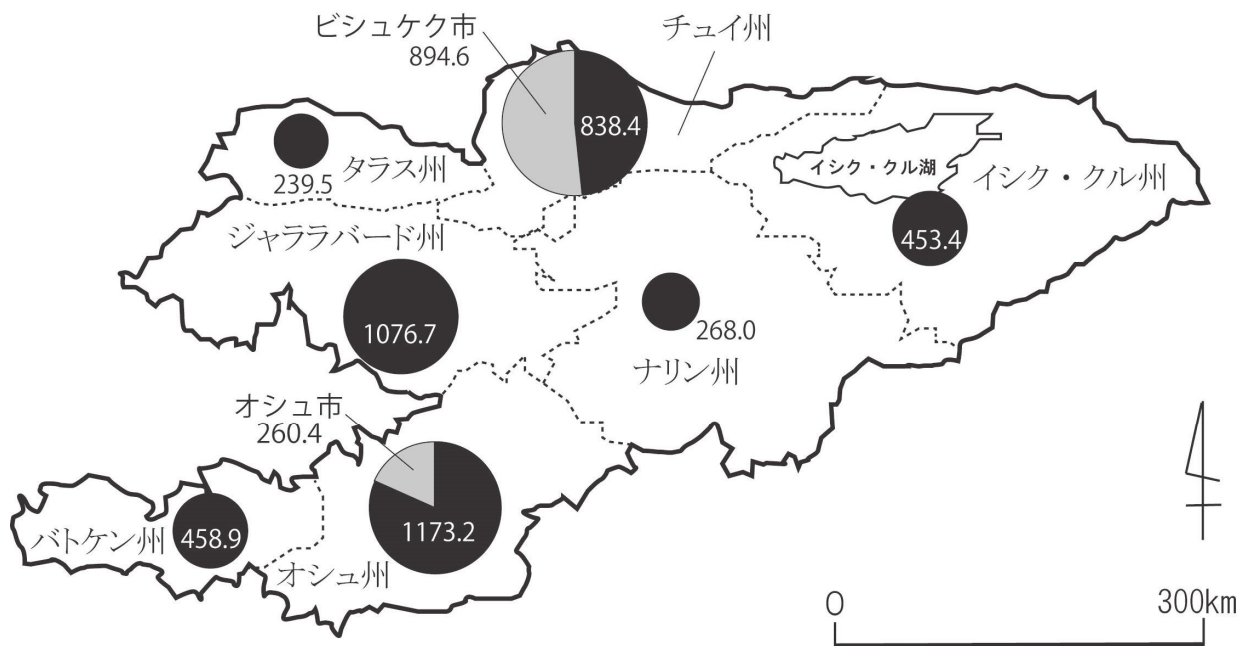 ビシュケク市
894.6
チュイ州
838.4
239.5
タラス州
イシク・クル湖
イシク・クル州
453.4
ジャララバード州
1076.7
268.0
ナリン州
オシュ市
260.4
1173.2
458.9
バトケン州
オシュ州
0
300km